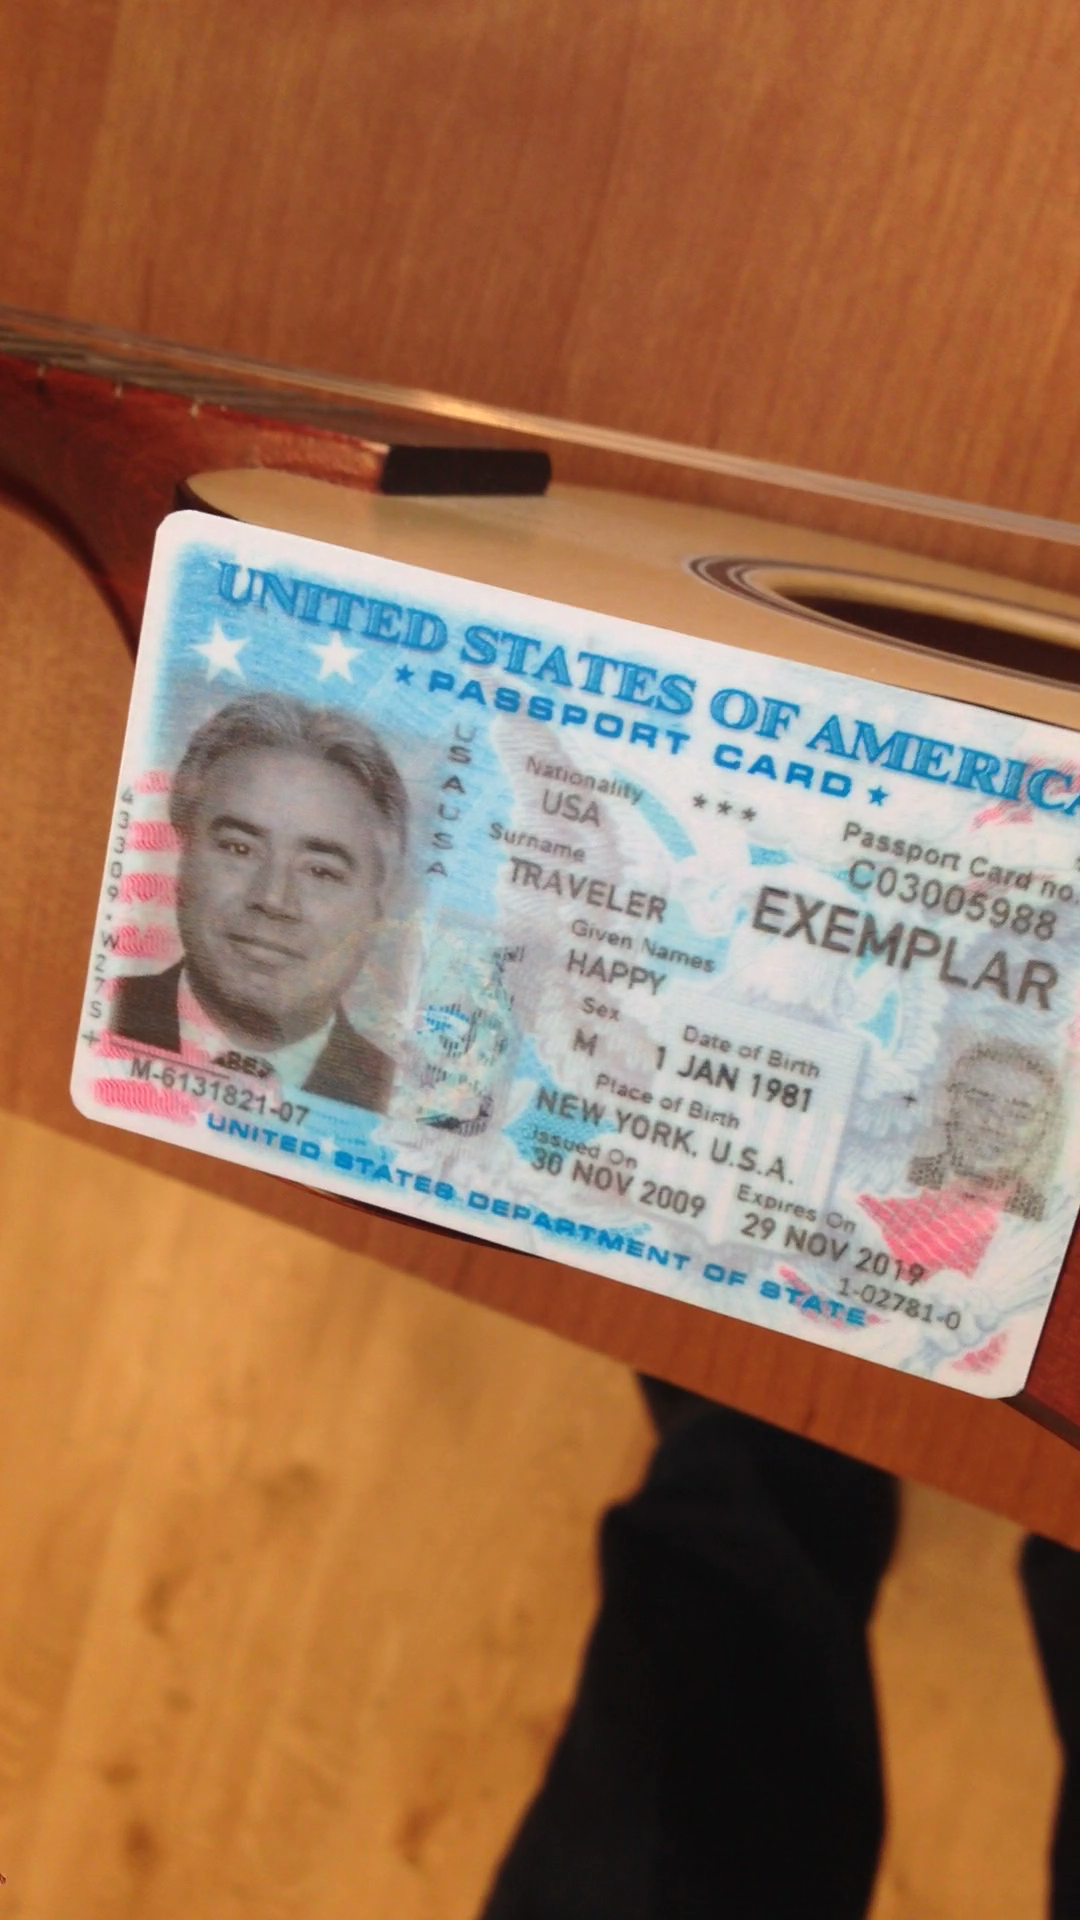 UNITED STATES OF AMERICA
★PASSPORT CARD★
USAUSA
Nationality
USA
***
Passport Card no.
C03005988
Surname
TRAVELER
EXEMPLAR
Given Names
HAPPY
Sex
M
Date of Birth
1 JAN 1981
Place of Birth
NEW YORK, U.S.A.
Issued On
30 NOV 2009
Expires On
29 NOV 2019
1-02781-0
4309·W27S+
M-6131821-07
UNITED STATES DEPARTMENT OF STATE